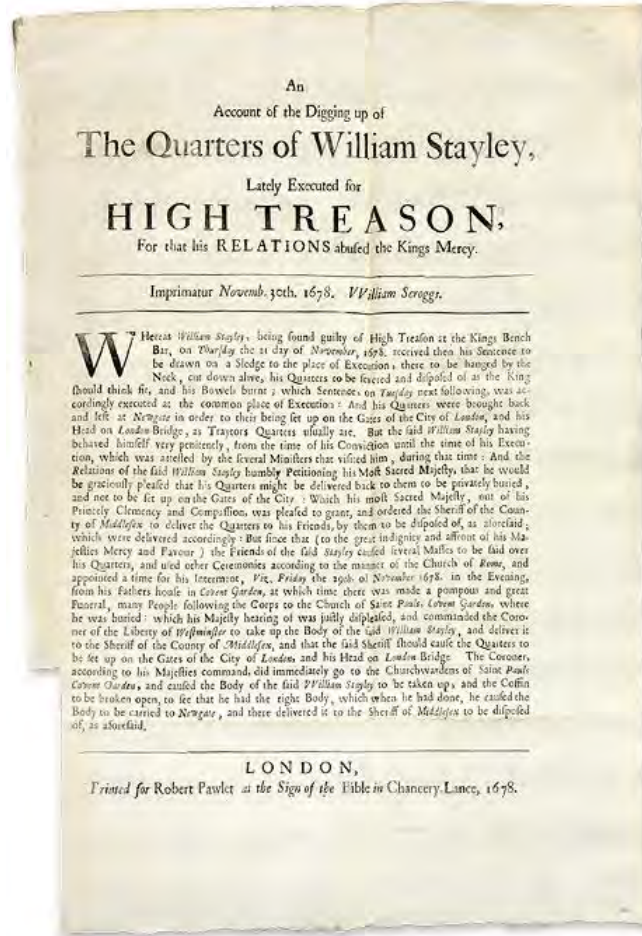 An
Account of the Digging up of
The Quarters of William Stayley,
Lately Executed for
HIGH TREASON,
For that his RELATIONS abuſed the Kings Mercy.
Imprimatur Novemb. 30th. 1678. VVilliam Scroggs.
WHereas William Stayley, being found guilty of High Treaſon at the Kings Bench
Bar, on Thurſday the 21 day of November, 1678. received then his Sentence to
be drawn on a Sledge to the place of Execution, there to be hanged by the
Neck, cut down alive, his Quarters to be ſevered and diſpoſed of as the King
ſhould think fit, and his Bowels burnt; which Sentence, on Tueſday next following, was ac-
cordingly executed at the common place of Execution: And his Quarters were brought back
and left at Newgate in order to their being ſet up on the Gates of the City of London, and his
Head on London Bridge, as Traytors Quarters uſually are. But the ſaid William Stayley having
behaved himſelf very penitently, from the time of his Conviction until the time of his Execu-
tion, which was atteſted by the ſeveral Miniſters that viſited him, during that time: And the
Relations of the ſaid William Stayley humbly Petitioning his Moſt Sacred Majeſty, that he would
be graciouſly pleaſed that his Quarters might be delivered back to them to be privately buried,
and not to be ſet up on the Gates of the City: Which his moſt Sacred Majeſty, out of his
Princely Clemency and Compaſſion, was pleaſed to grant, and ordered the Sheriff of the Coun-
ty of Middleſex to deliver the Quarters to his Friends, by them to be diſpoſed of, as aforeſaid;
which were delivered accordingly: But since that (to the great indignity and affront of his Ma-
jeſties Mercy and Favour) the Friends of the ſaid Stayley cauſed ſeveral Maſſes to be ſaid over
his Quarters, and uſed other Ceremonies according to the manner of the Church of Rome, and
appointed a time for his Interment, Viz. Friday the 29th of November 1678. in the Evening,
from his Fathers houſe in Covent Garden, at which time there was made a pompous and great
Funeral, many People following the Corps to the Church of Saint Pauls, Covent Garden, where
he was buried: which his Majeſty hearing of was juſtly diſpleaſed, and commanded the Coro-
ner of the Liberty of Weſtminſter to take up the Body of the ſaid William Stayley, and deliver it
to the Sheriff of the County of Middleſex, and that the ſaid Sheriff ſhould cauſe the Quarters to
be ſet up on the Gates of the City of London, and his Head on London Bridge. The Coroner,
according to his Majeſties command, did immediately go to the Churchwardens of Saint Pauls
Covent Garden, and cauſed the Body of the ſaid VVilliam Stayley to be taken up, and the Coffin
to be broken open, to ſee that he had the right Body, which when he had done, he cauſed the
Body to be carried to Newgate, and there delivered it to the Sheriff of Middleſex to be diſpoſed
of, as aforeſaid.
LONDON,
Printed for Robert Pawlet at the Sign of the Bible in Chancery Lance, 1678.